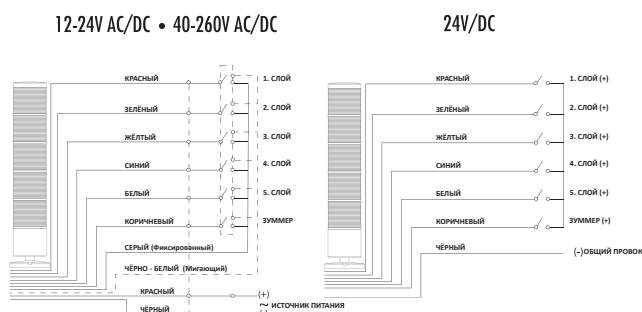 12-24V AC/DC • 40-260V AC/DC
КРАСНЫЙ
1. СЛОЙ
ЗЕЛЁНЫЙ
2. СЛОЙ
ЖЁЛТЫЙ
3. СЛОЙ
СИНИЙ
4. СЛОЙ
БЕЛЫЙ
5. СЛОЙ
КОРИЧНЕВЫЙ
ЗУММЕР
СЕРЫЙ (Фиксированный)
ЧЁРНО - БЕЛЫЙ (Мигающий)
КРАСНЫЙ
(+)
~ ИСТОЧНИК ПИТАНИЯ
ЧЁРНЫЙ
(-)
24V/DC
КРАСНЫЙ
1. СЛОЙ (+)
ЗЕЛЁНЫЙ
2. СЛОЙ (+)
ЖЁЛТЫЙ
3. СЛОЙ (+)
СИНИЙ
4. СЛОЙ (+)
БЕЛЫЙ
5. СЛОЙ (+)
КОРИЧНЕВЫЙ
ЗУММЕР (+)
ЧЁРНЫЙ
(-)ОБЩИЙ ПРОВОК